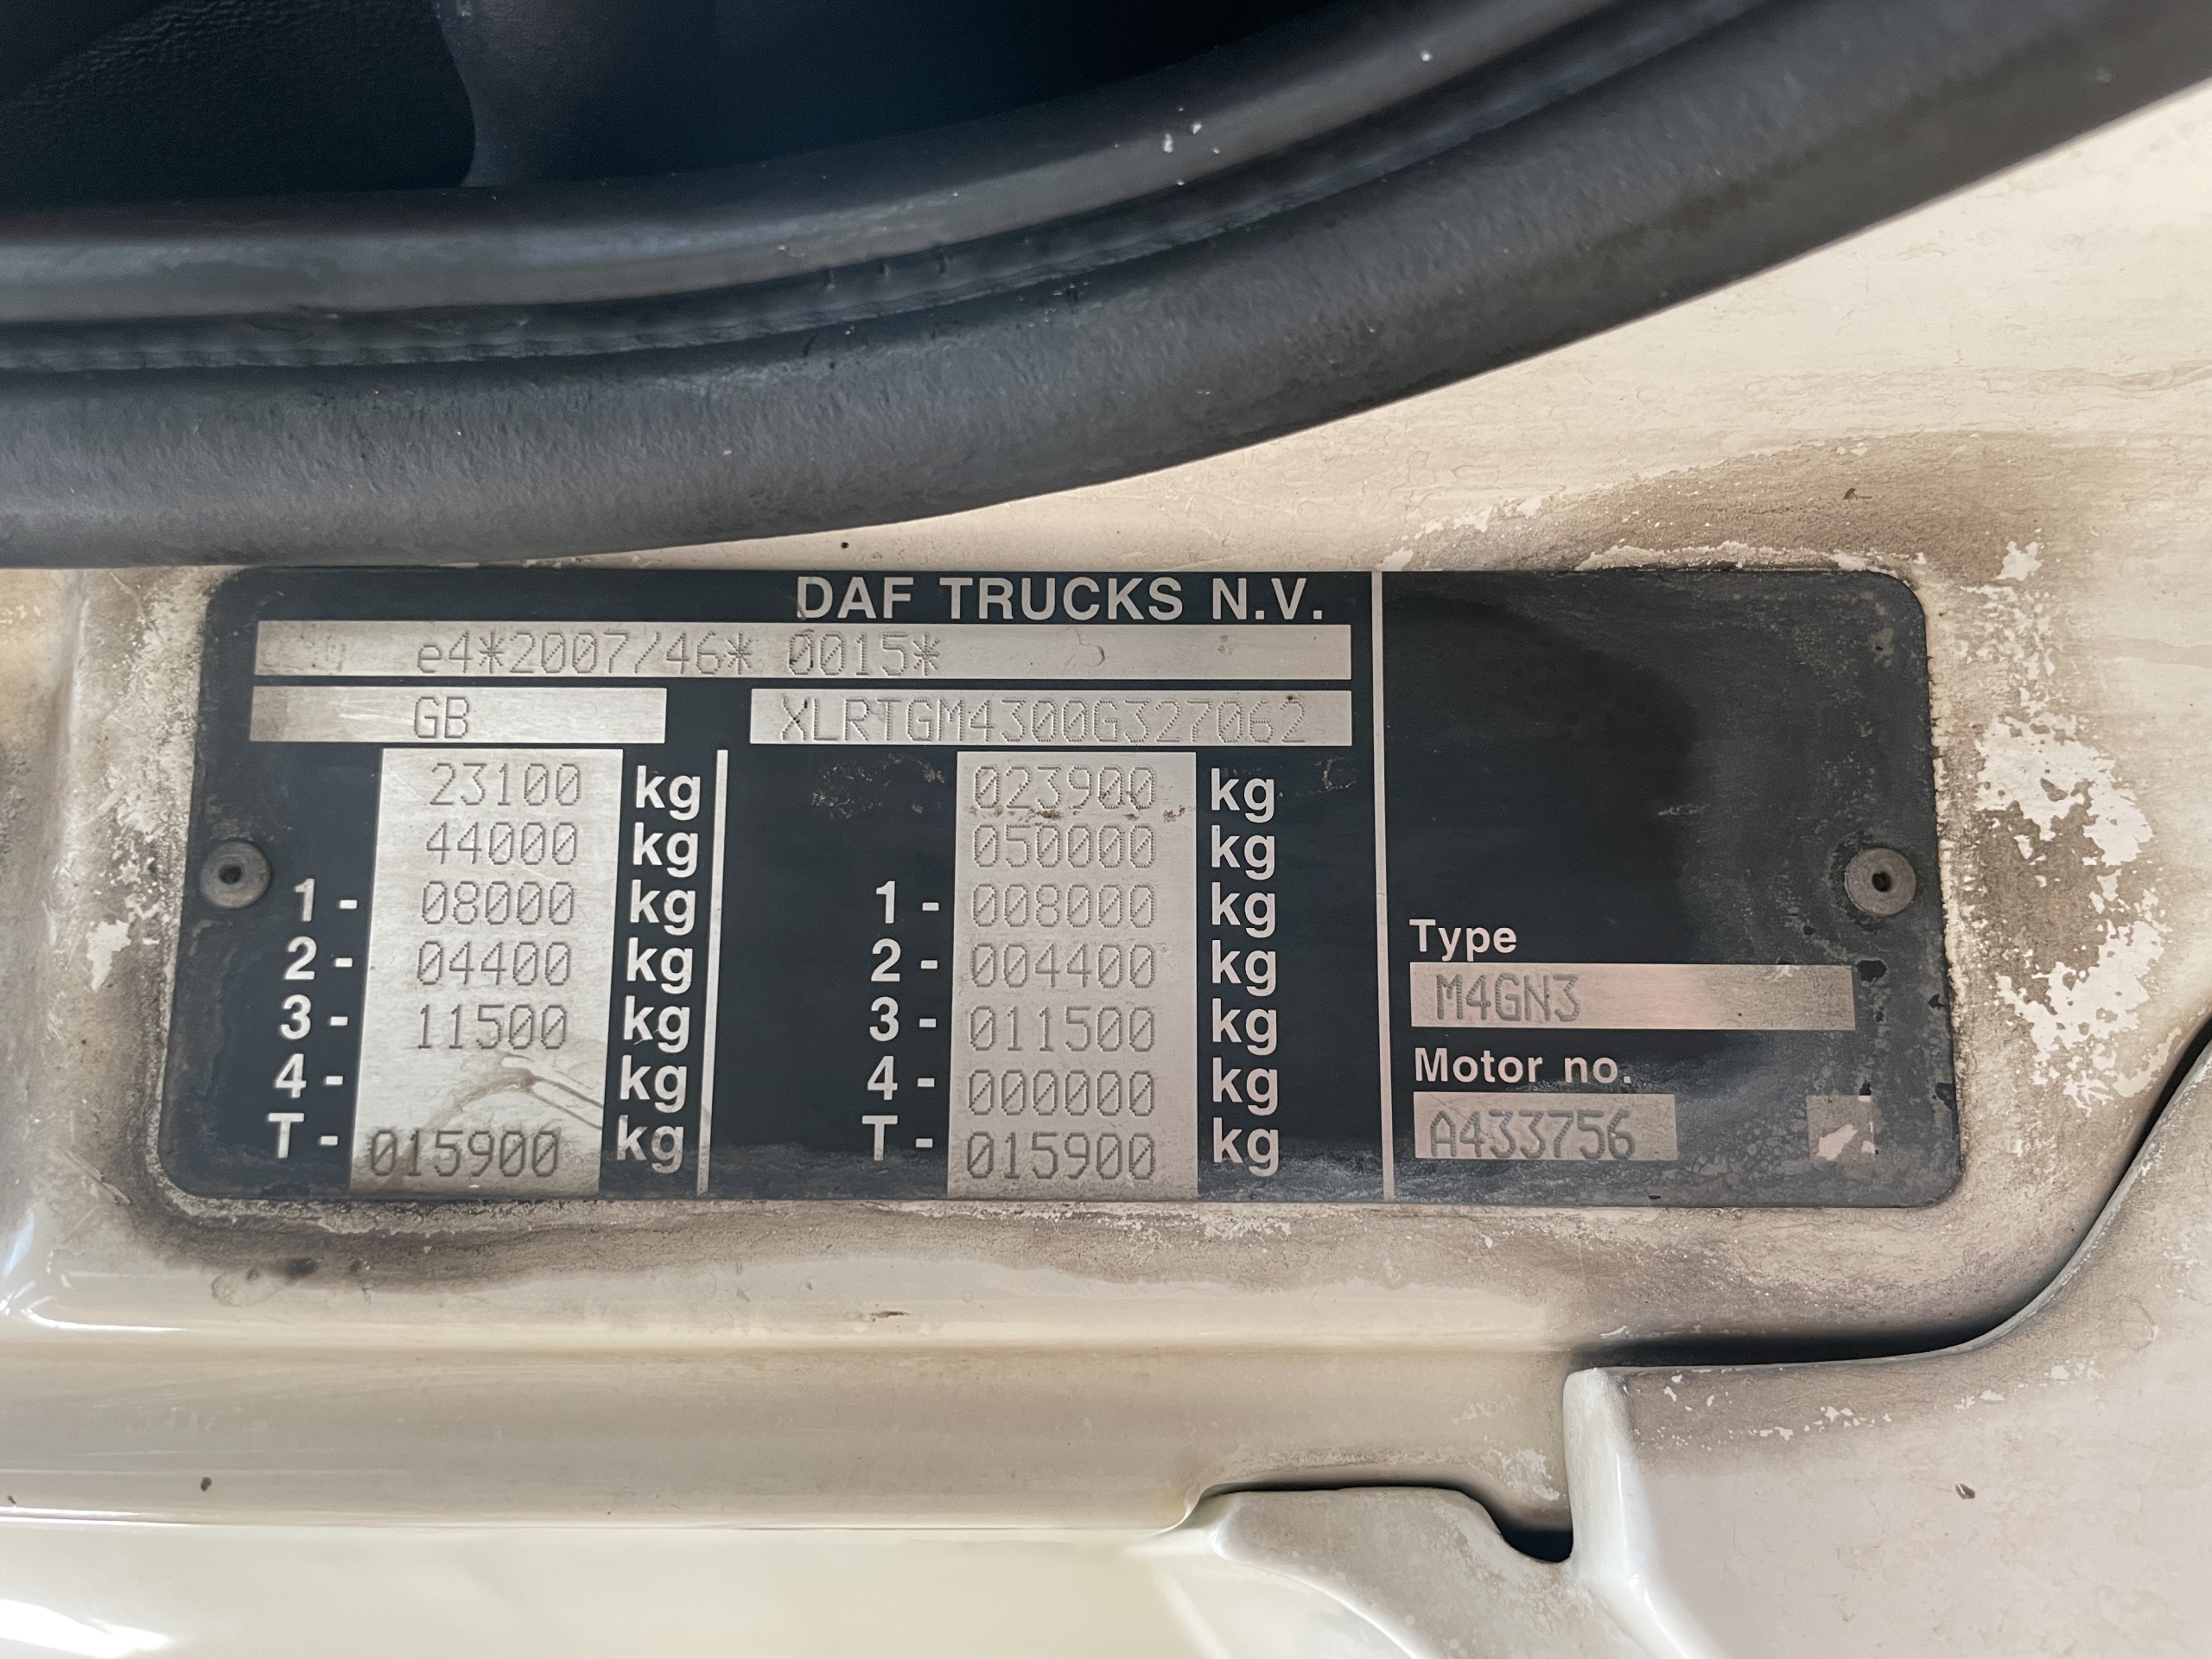 DAF TRUCKS N.V.
e4*2007/46* 0015*
GB XLRTGM4300G327062
23100 kg 023900 kg
44000 kg 050000 kg
1 - 08000 kg 1 - 008000 kg
2 - 04400 kg 2 - 004400 kg
3 - 11500 kg 3 - 011500 kg
4 - kg 4 - 000000 kg
T - 015900 kg T - 015900 kg
Type
M4GN3
Motor no.
A433756